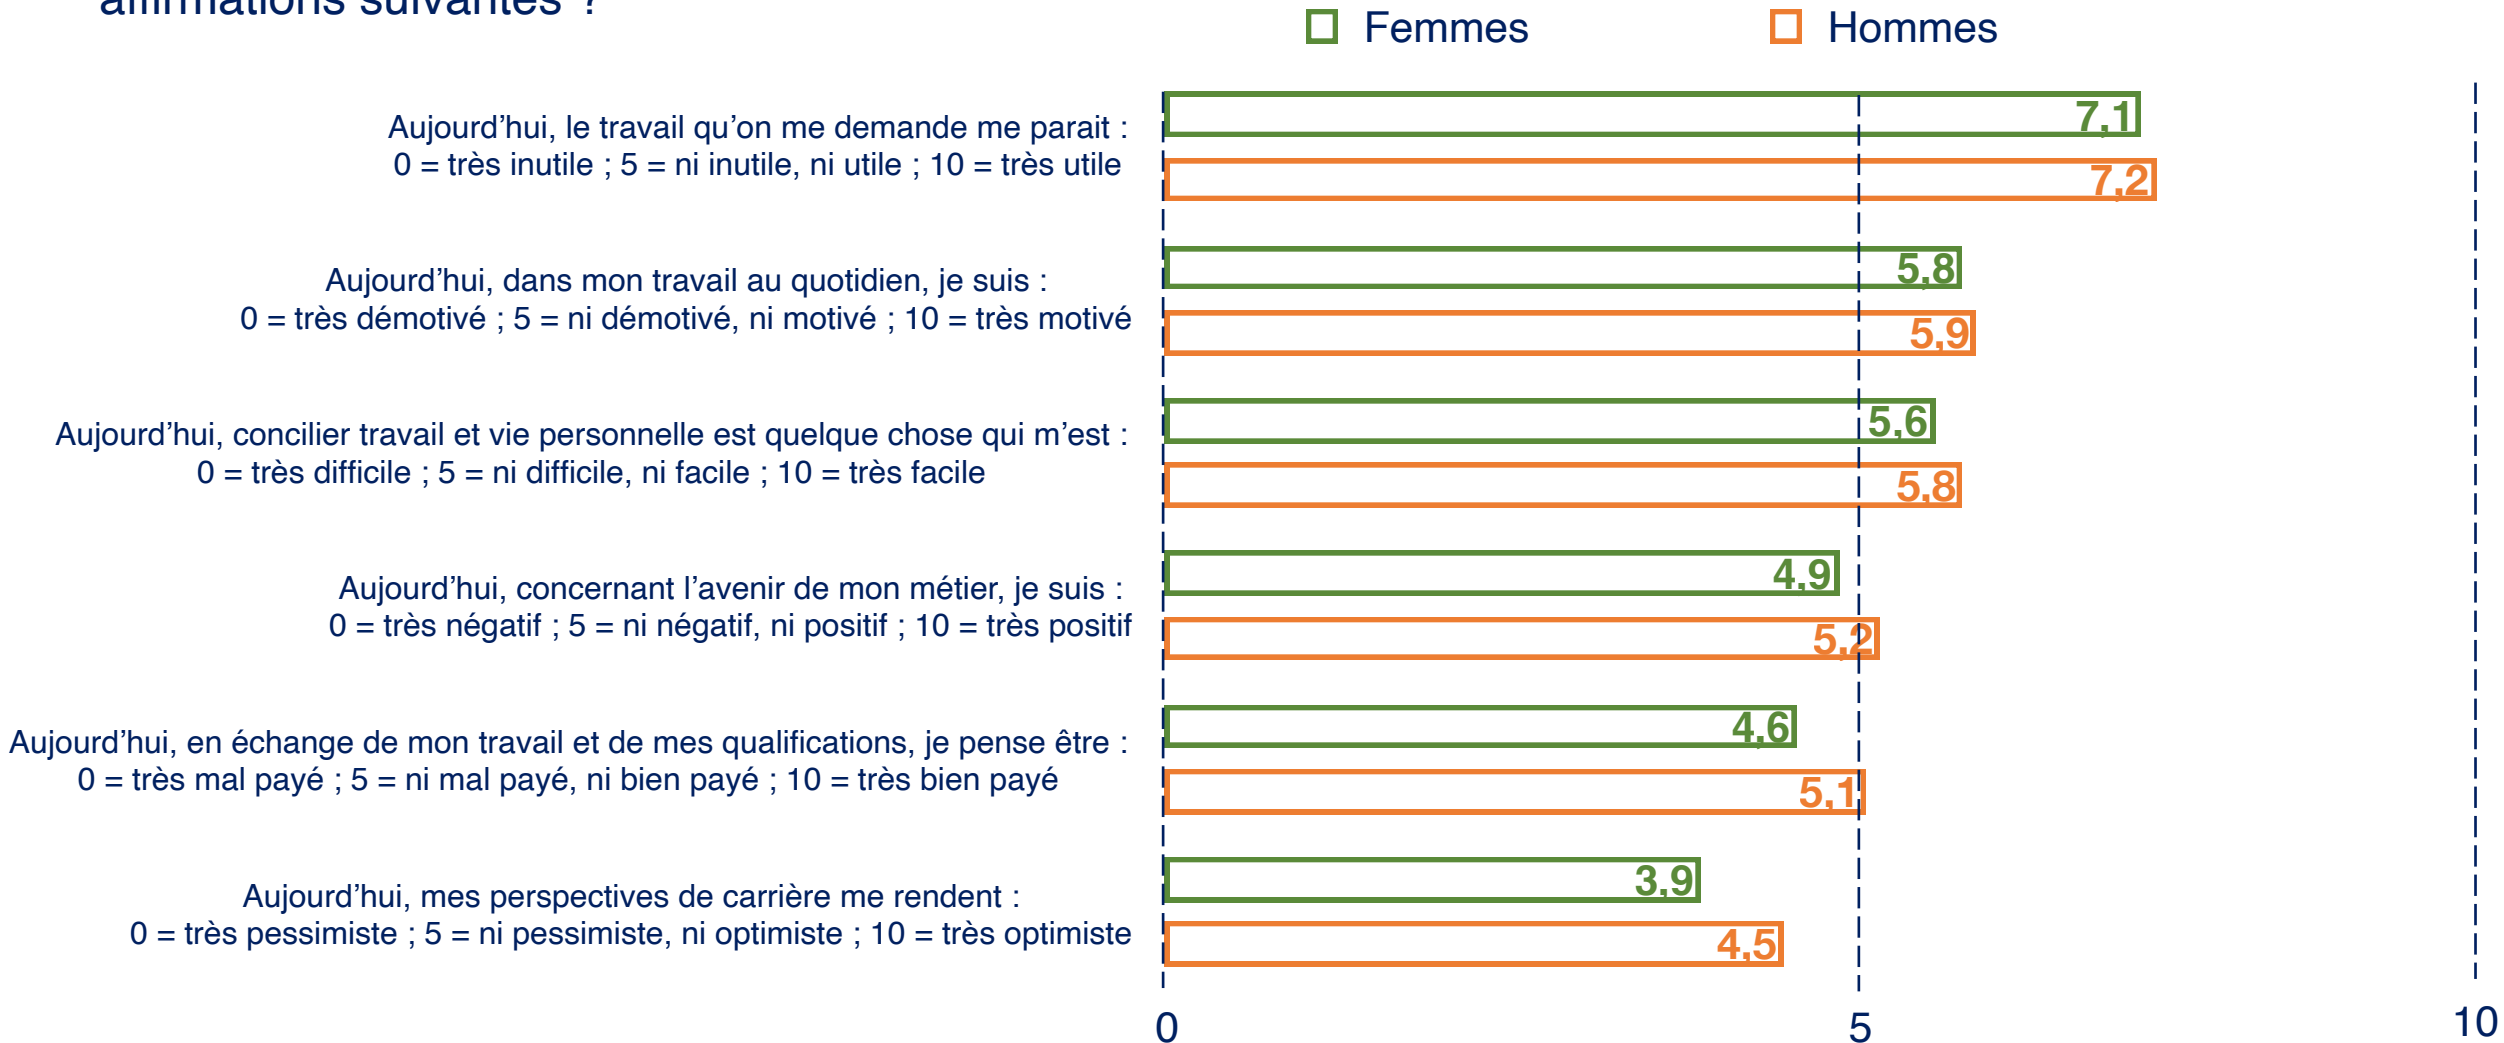 affirmations suivantes ?
Femmes
Hommes
Aujourd’hui, le travail qu’on me demande me parait :
0 = très inutile ; 5 = ni inutile, ni utile ; 10 = très utile
7,1
7,2
Aujourd’hui, dans mon travail au quotidien, je suis :
0 = très démotivé ; 5 = ni démotivé, ni motivé ; 10 = très motivé
5,8
5,9
Aujourd’hui, concilier travail et vie personnelle est quelque chose qui m’est :
0 = très difficile ; 5 = ni difficile, ni facile ; 10 = très facile
5,6
5,8
Aujourd’hui, concernant l’avenir de mon métier, je suis :
0 = très négatif ; 5 = ni négatif, ni positif ; 10 = très positif
4,9
5,2
Aujourd’hui, en échange de mon travail et de mes qualifications, je pense être :
0 = très mal payé ; 5 = ni mal payé, ni bien payé ; 10 = très bien payé
4,6
5,1
Aujourd’hui, mes perspectives de carrière me rendent :
0 = très pessimiste ; 5 = ni pessimiste, ni optimiste ; 10 = très optimiste
3,9
4,5
0
5
10